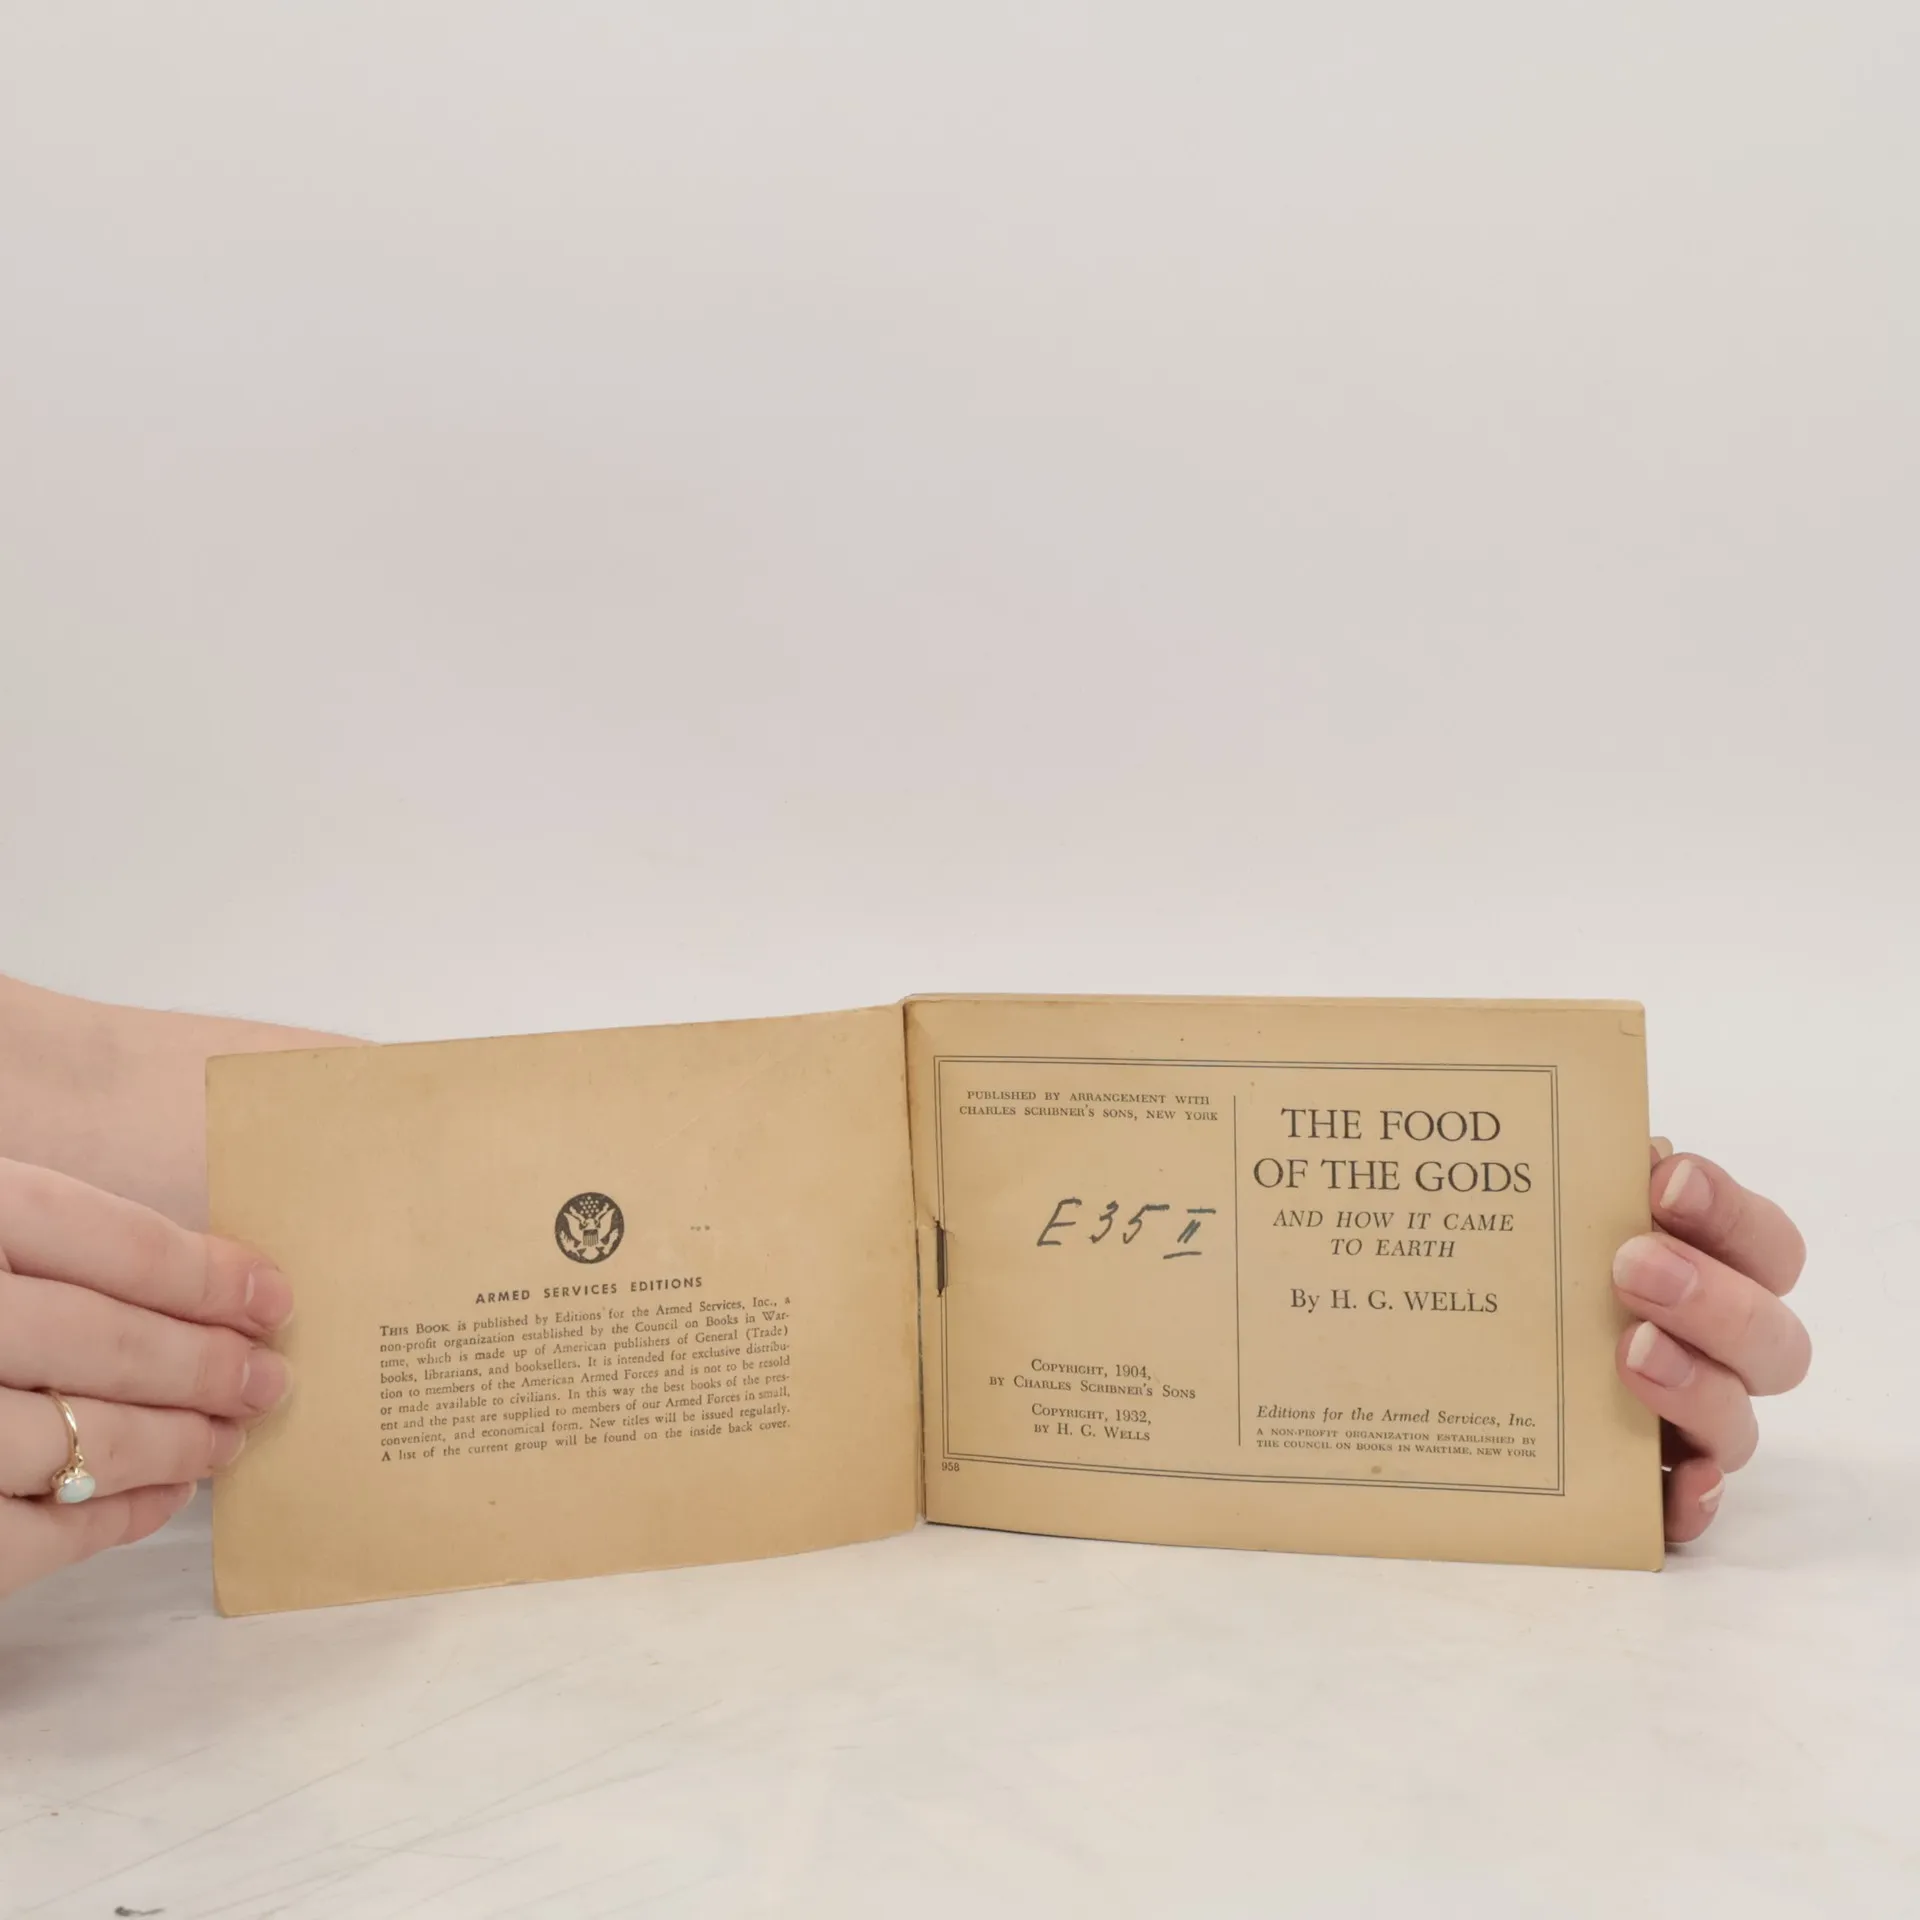 ARMED SERVICES EDITIONS
THIS BOOK is published by Editions for the Armed Services, Inc., a
non-profit organization established by the Council on Books in War-
time, which is made up of American publishers of General (Trade)
books, librarians, and booksellers. It is intended for exclusive distribu-
tion to members of the American Armed Forces and is not to be resold
or made available to civilians. In this way the best books of the pres-
ent and the past are supplied to members of our Armed Forces in small,
convenient, and economical form. New titles will be issued regularly.
A list of the current group will be found on the inside back cover.
PUBLISHED BY ARRANGEMENT WITH
CHARLES SCRIBNER'S SONS, NEW YORK
E 35 II
COPYRIGHT, 1904,
BY CHARLES SCRIBNER'S SONS
COPYRIGHT, 1932,
BY H. G. WELLS
958
THE FOOD
OF THE GODS
AND HOW IT CAME
TO EARTH
By H. G. WELLS
Editions for the Armed Services, Inc.
A NON-PROFIT ORGANIZATION ESTABLISHED BY
THE COUNCIL ON BOOKS IN WARTIME, NEW YORK